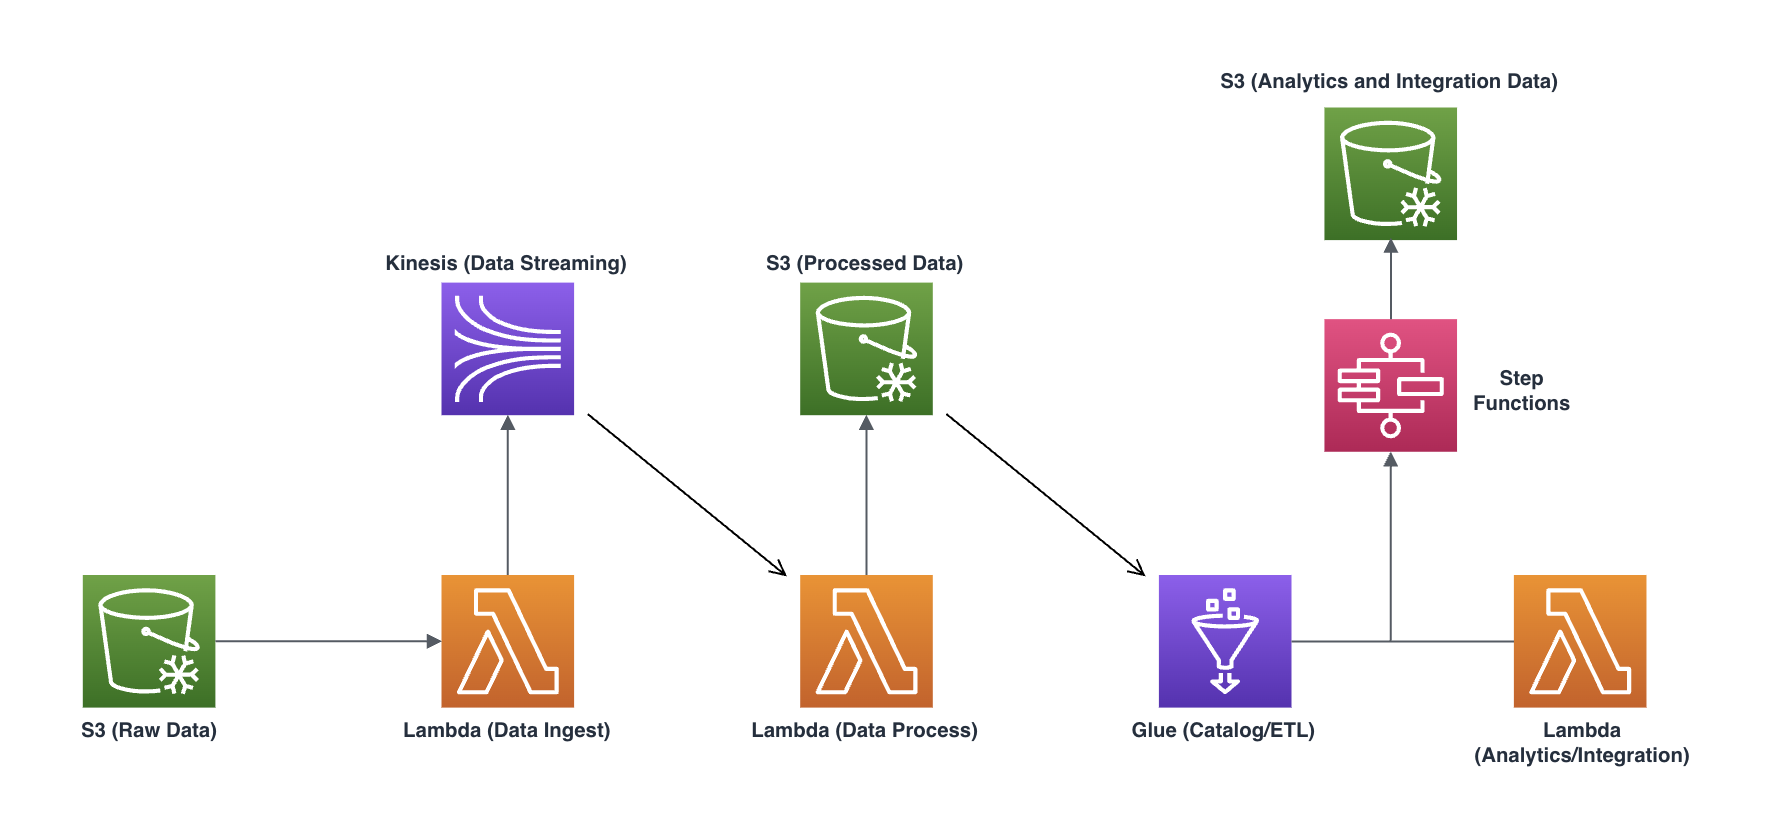 S3 (Analytics and Integration Data)
Kinesis (Data Streaming)
S3 (Processed Data)
Step
Functions
S3 (Raw Data)
Lambda (Data Ingest)
Lambda (Data Process)
Glue (Catalog/ETL)
Lambda
(Analytics/Integration)